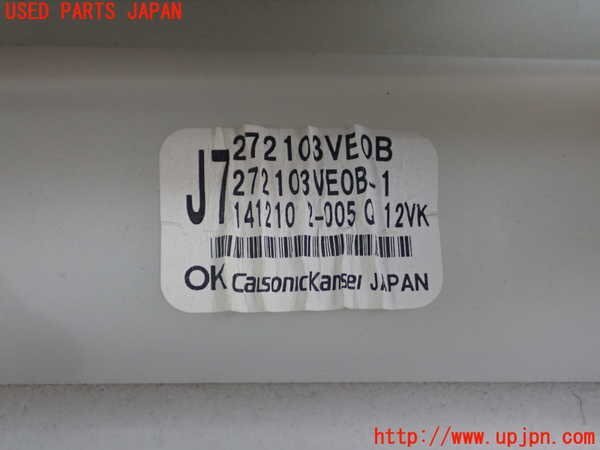 USED PARTS JAPAN
J7
272103VE0B
272103VE0B-1
141210 2-005 Q 12VK
OK CalsonicKansei JAPAN
http://www.upjpn.com/